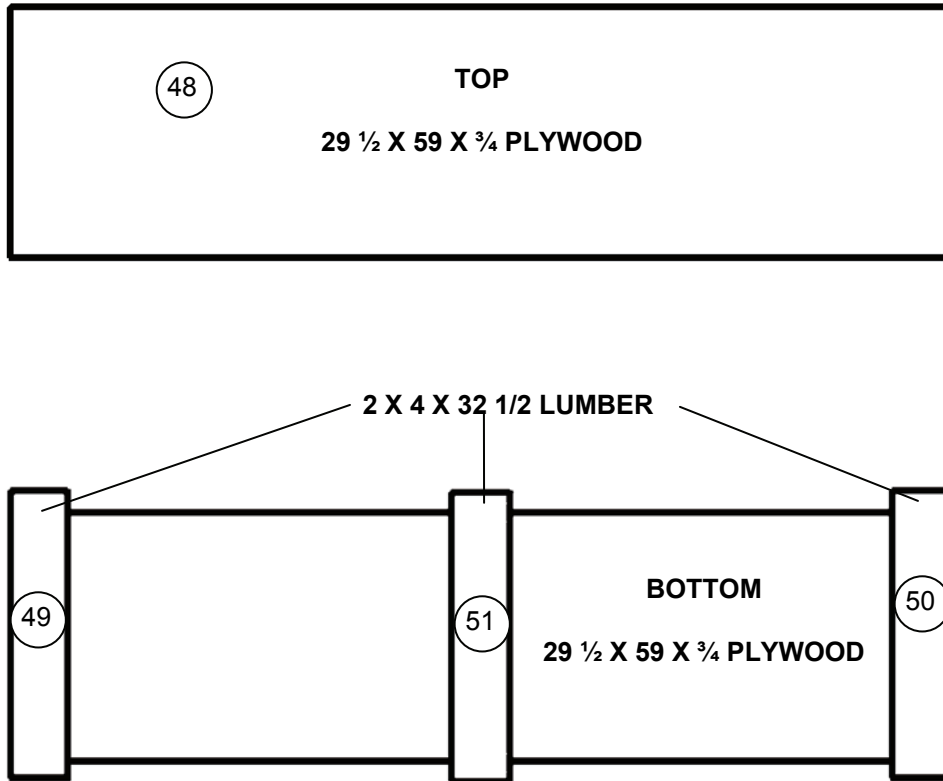 48
TOP
29 ½ X 59 X ¾ PLYWOOD
2 X 4 X 32 1/2 LUMBER
49
51
BOTTOM
29 ½ X 59 X ¾ PLYWOOD
50